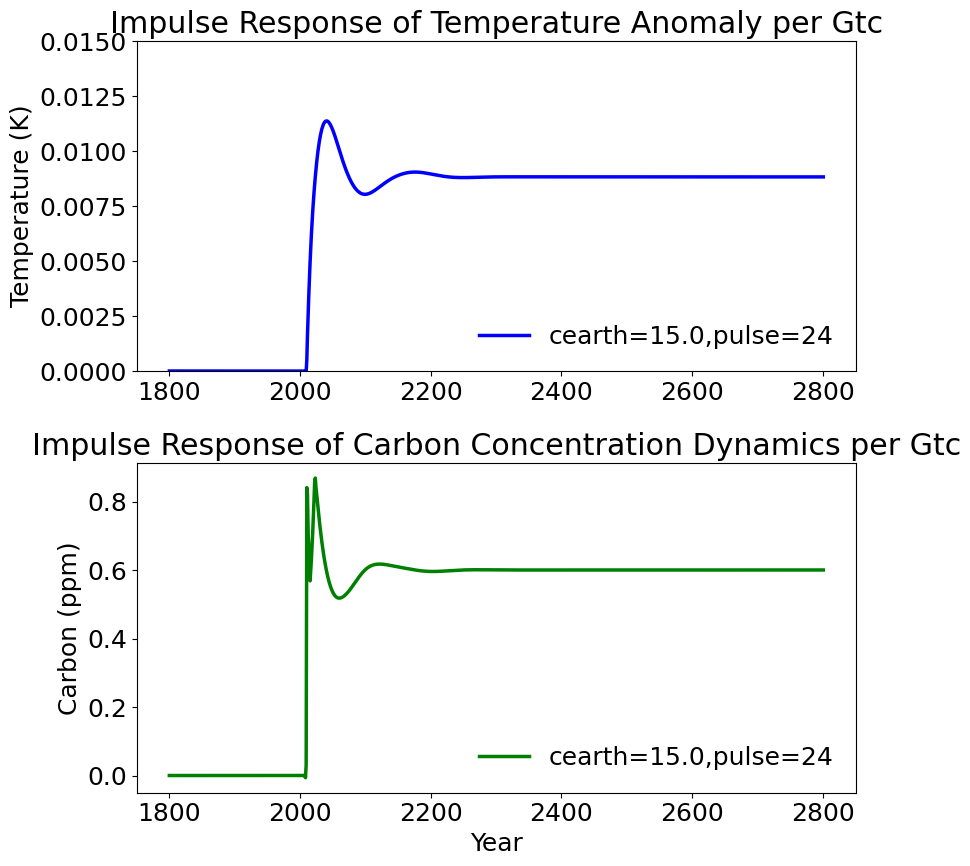 Impulse Response of Temperature Anomaly per Gtc
Temperature (K)
0.0150
0.0125
0.0100
0.0075
0.0050
0.0025
0.0000
cearth=15.0,pulse=24
1800 2000 2200 2400 2600 2800
Impulse Response of Carbon Concentration Dynamics per Gtc
Carbon (ppm)
0.8
0.6
0.4
0.2
0.0
cearth=15.0,pulse=24
1800 2000 2200 2400 2600 2800
Year